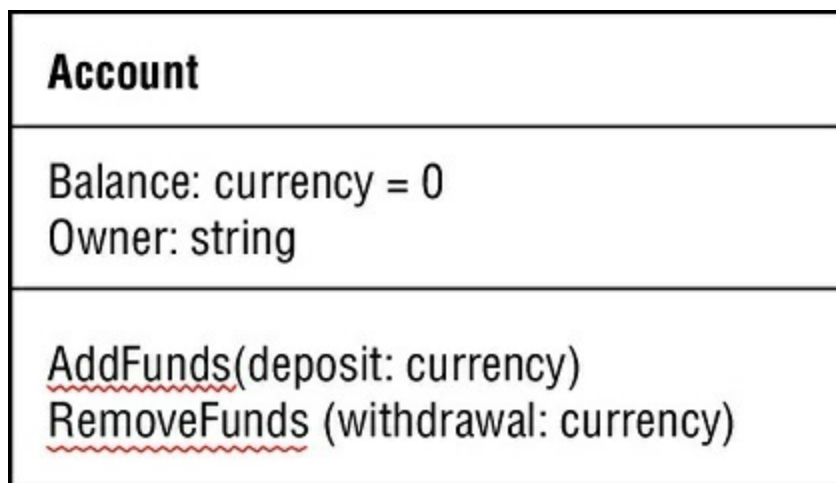 Account
Balance: currency = 0
Owner: string
AddFunds(deposit: currency)
RemoveFunds (withdrawal: currency)